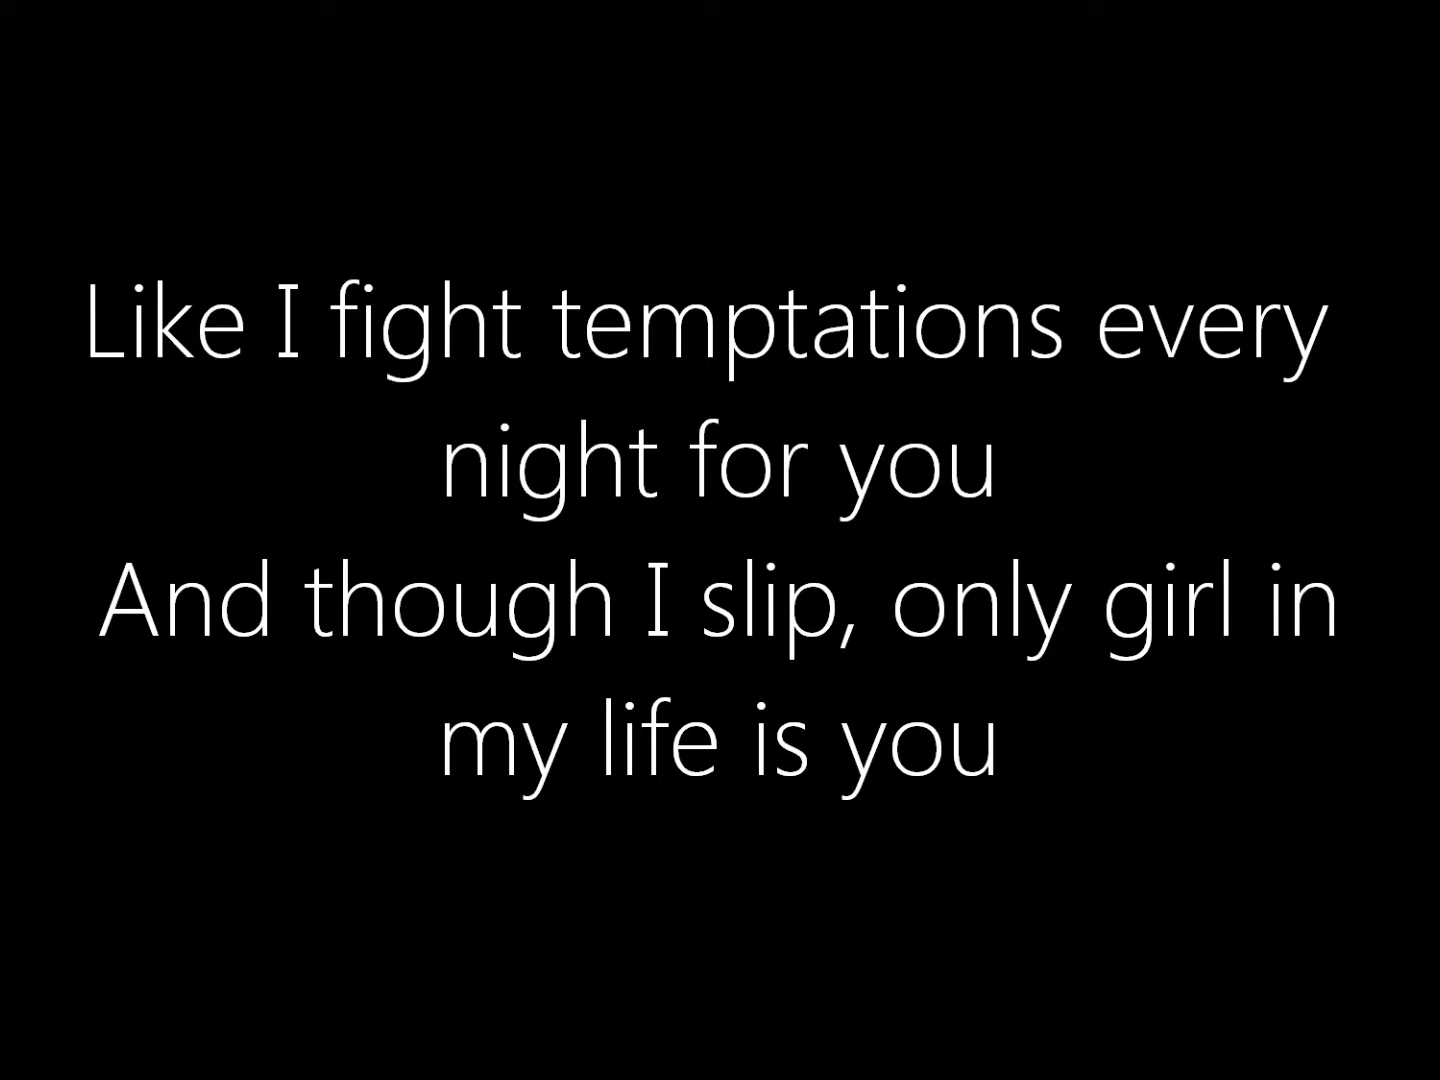 Like I fight temptations every
night for you
And though I slip, only girl in
my life is you